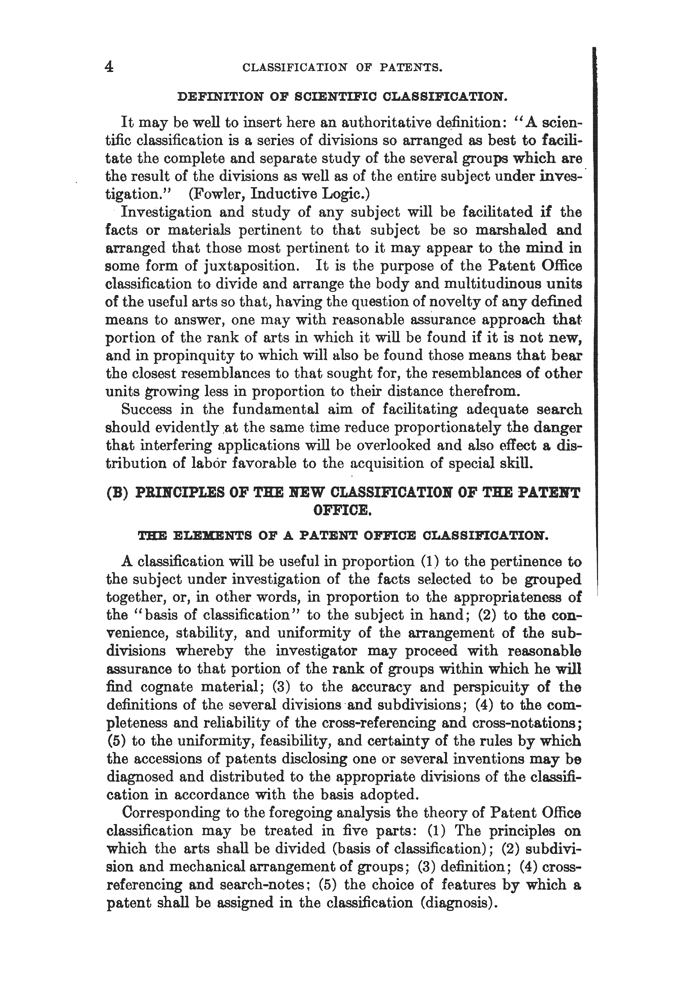 4 CLASSIFICATION OF PATENTS.
DEFINITION OF SCIENTIFIC CLASSIFICATION.
It may be well to insert here an authoritative definition: “A scien-
tific classification is a series of divisions so arranged as best to facili-
tate the complete and separate study of the several groups which are
the result of the divisions as well as of the entire subject under inves-
tigation.” (Fowler, Inductive Logic.)
Investigation and study of any subject will be facilitated if the
facts or materials pertinent to that subject be so marshaled and
arranged that those most pertinent to it may appear to the mind in
some form of juxtaposition. It is the purpose of the Patent Office
classification to divide and arrange the body and multitudinous units
of the useful arts so that, having the question of novelty of any defined
means to answer, one may with reasonable assurance approach that
portion of the rank of arts in which it will be found if it is not new,
and in propinquity to which will also be found those means that bear
the closest resemblances to that sought for, the resemblances of other
units growing less in proportion to their distance therefrom.
Success in the fundamental aim of facilitating adequate search
should evidently at the same time reduce proportionately the danger
that interfering applications will be overlooked and also effect a dis-
tribution of labor favorable to the acquisition of special skill.
(B) PRINCIPLES OF THE NEW CLASSIFICATION OF THE PATENT
OFFICE.
THE ELEMENTS OF A PATENT OFFICE CLASSIFICATION.
A classification will be useful in proportion (1) to the pertinence to
the subject under investigation of the facts selected to be grouped
together, or, in other words, in proportion to the appropriateness of
the “basis of classification” to the subject in hand; (2) to the con-
venience, stability, and uniformity of the arrangement of the sub-
divisions whereby the investigator may proceed with reasonable
assurance to that portion of the rank of groups within which he will
find cognate material; (3) to the accuracy and perspicuity of the
definitions of the several divisions and subdivisions; (4) to the com-
pleteness and reliability of the cross-referencing and cross-notations;
(5) to the uniformity, feasibility, and certainty of the rules by which
the accessions of patents disclosing one or several inventions may be
diagnosed and distributed to the appropriate divisions of the classifi-
cation in accordance with the basis adopted.
Corresponding to the foregoing analysis the theory of Patent Office
classification may be treated in five parts: (1) The principles on
which the arts shall be divided (basis of classification); (2) subdivi-
sion and mechanical arrangement of groups; (3) definition; (4) cross-
referencing and search-notes; (5) the choice of features by which a
patent shall be assigned in the classification (diagnosis).